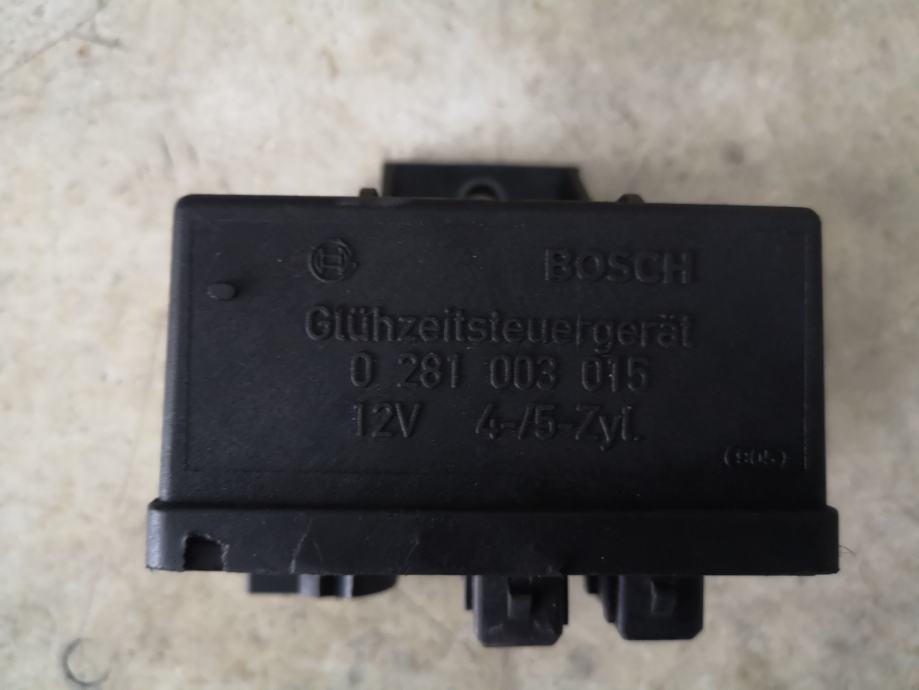 BOSCH
Glühzeitsteuergerät
0 281 003 015
12V 4-/5-Zyl.